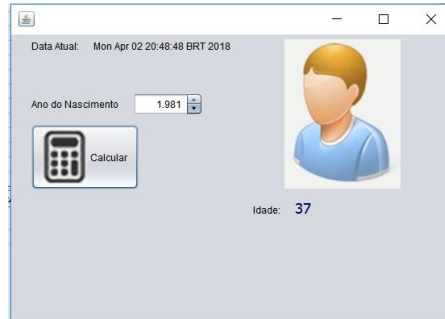 Data Atual: Mon Apr 02 20:48:48 BRT 2018
Ano do Nascimento 1.981
Calcular
Idade: 37